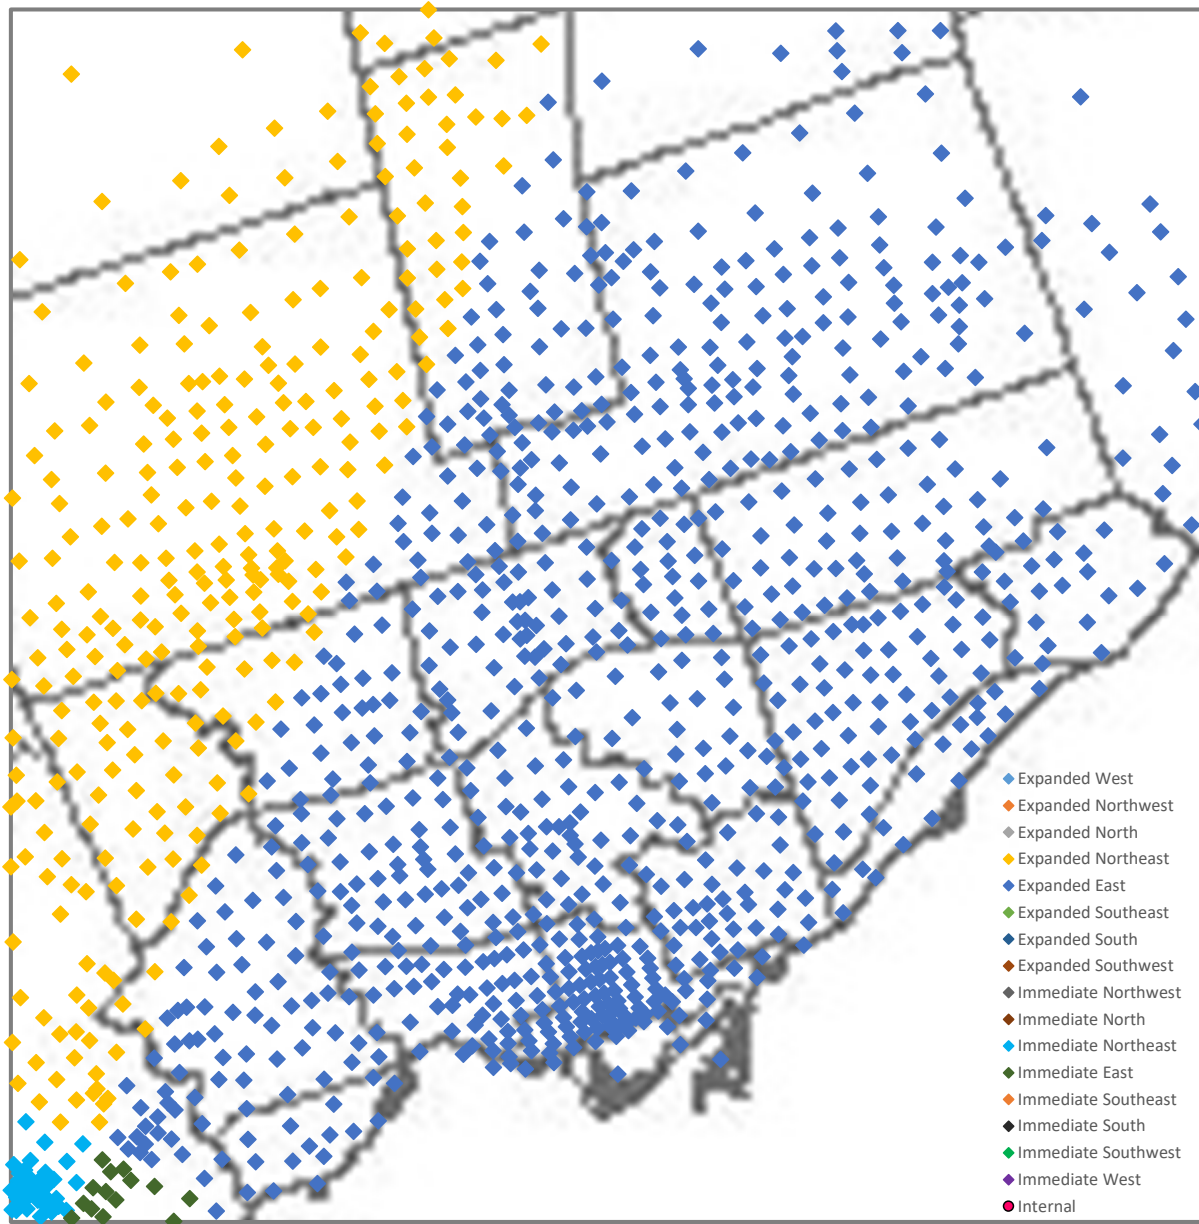 Expanded West
Expanded Northwest
Expanded North
Expanded Northeast
Expanded East
Expanded Southeast
Expanded South
Expanded Southwest
Immediate Northwest
Immediate North
Immediate Northeast
Immediate East
Immediate Southeast
Immediate South
Immediate Southwest
Immediate West
Internal